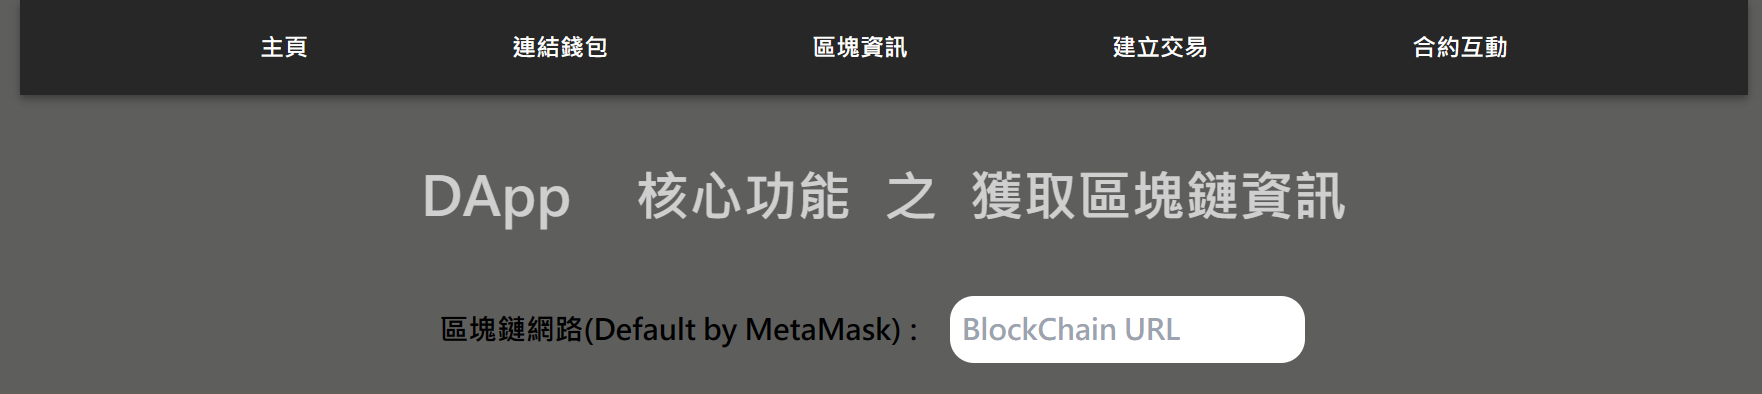 主頁 連結錢包 區塊資訊 建立交易 合約互動
DApp 核心功能 之 獲取區塊鏈資訊
區塊鏈網路(Default by MetaMask) : BlockChain URL